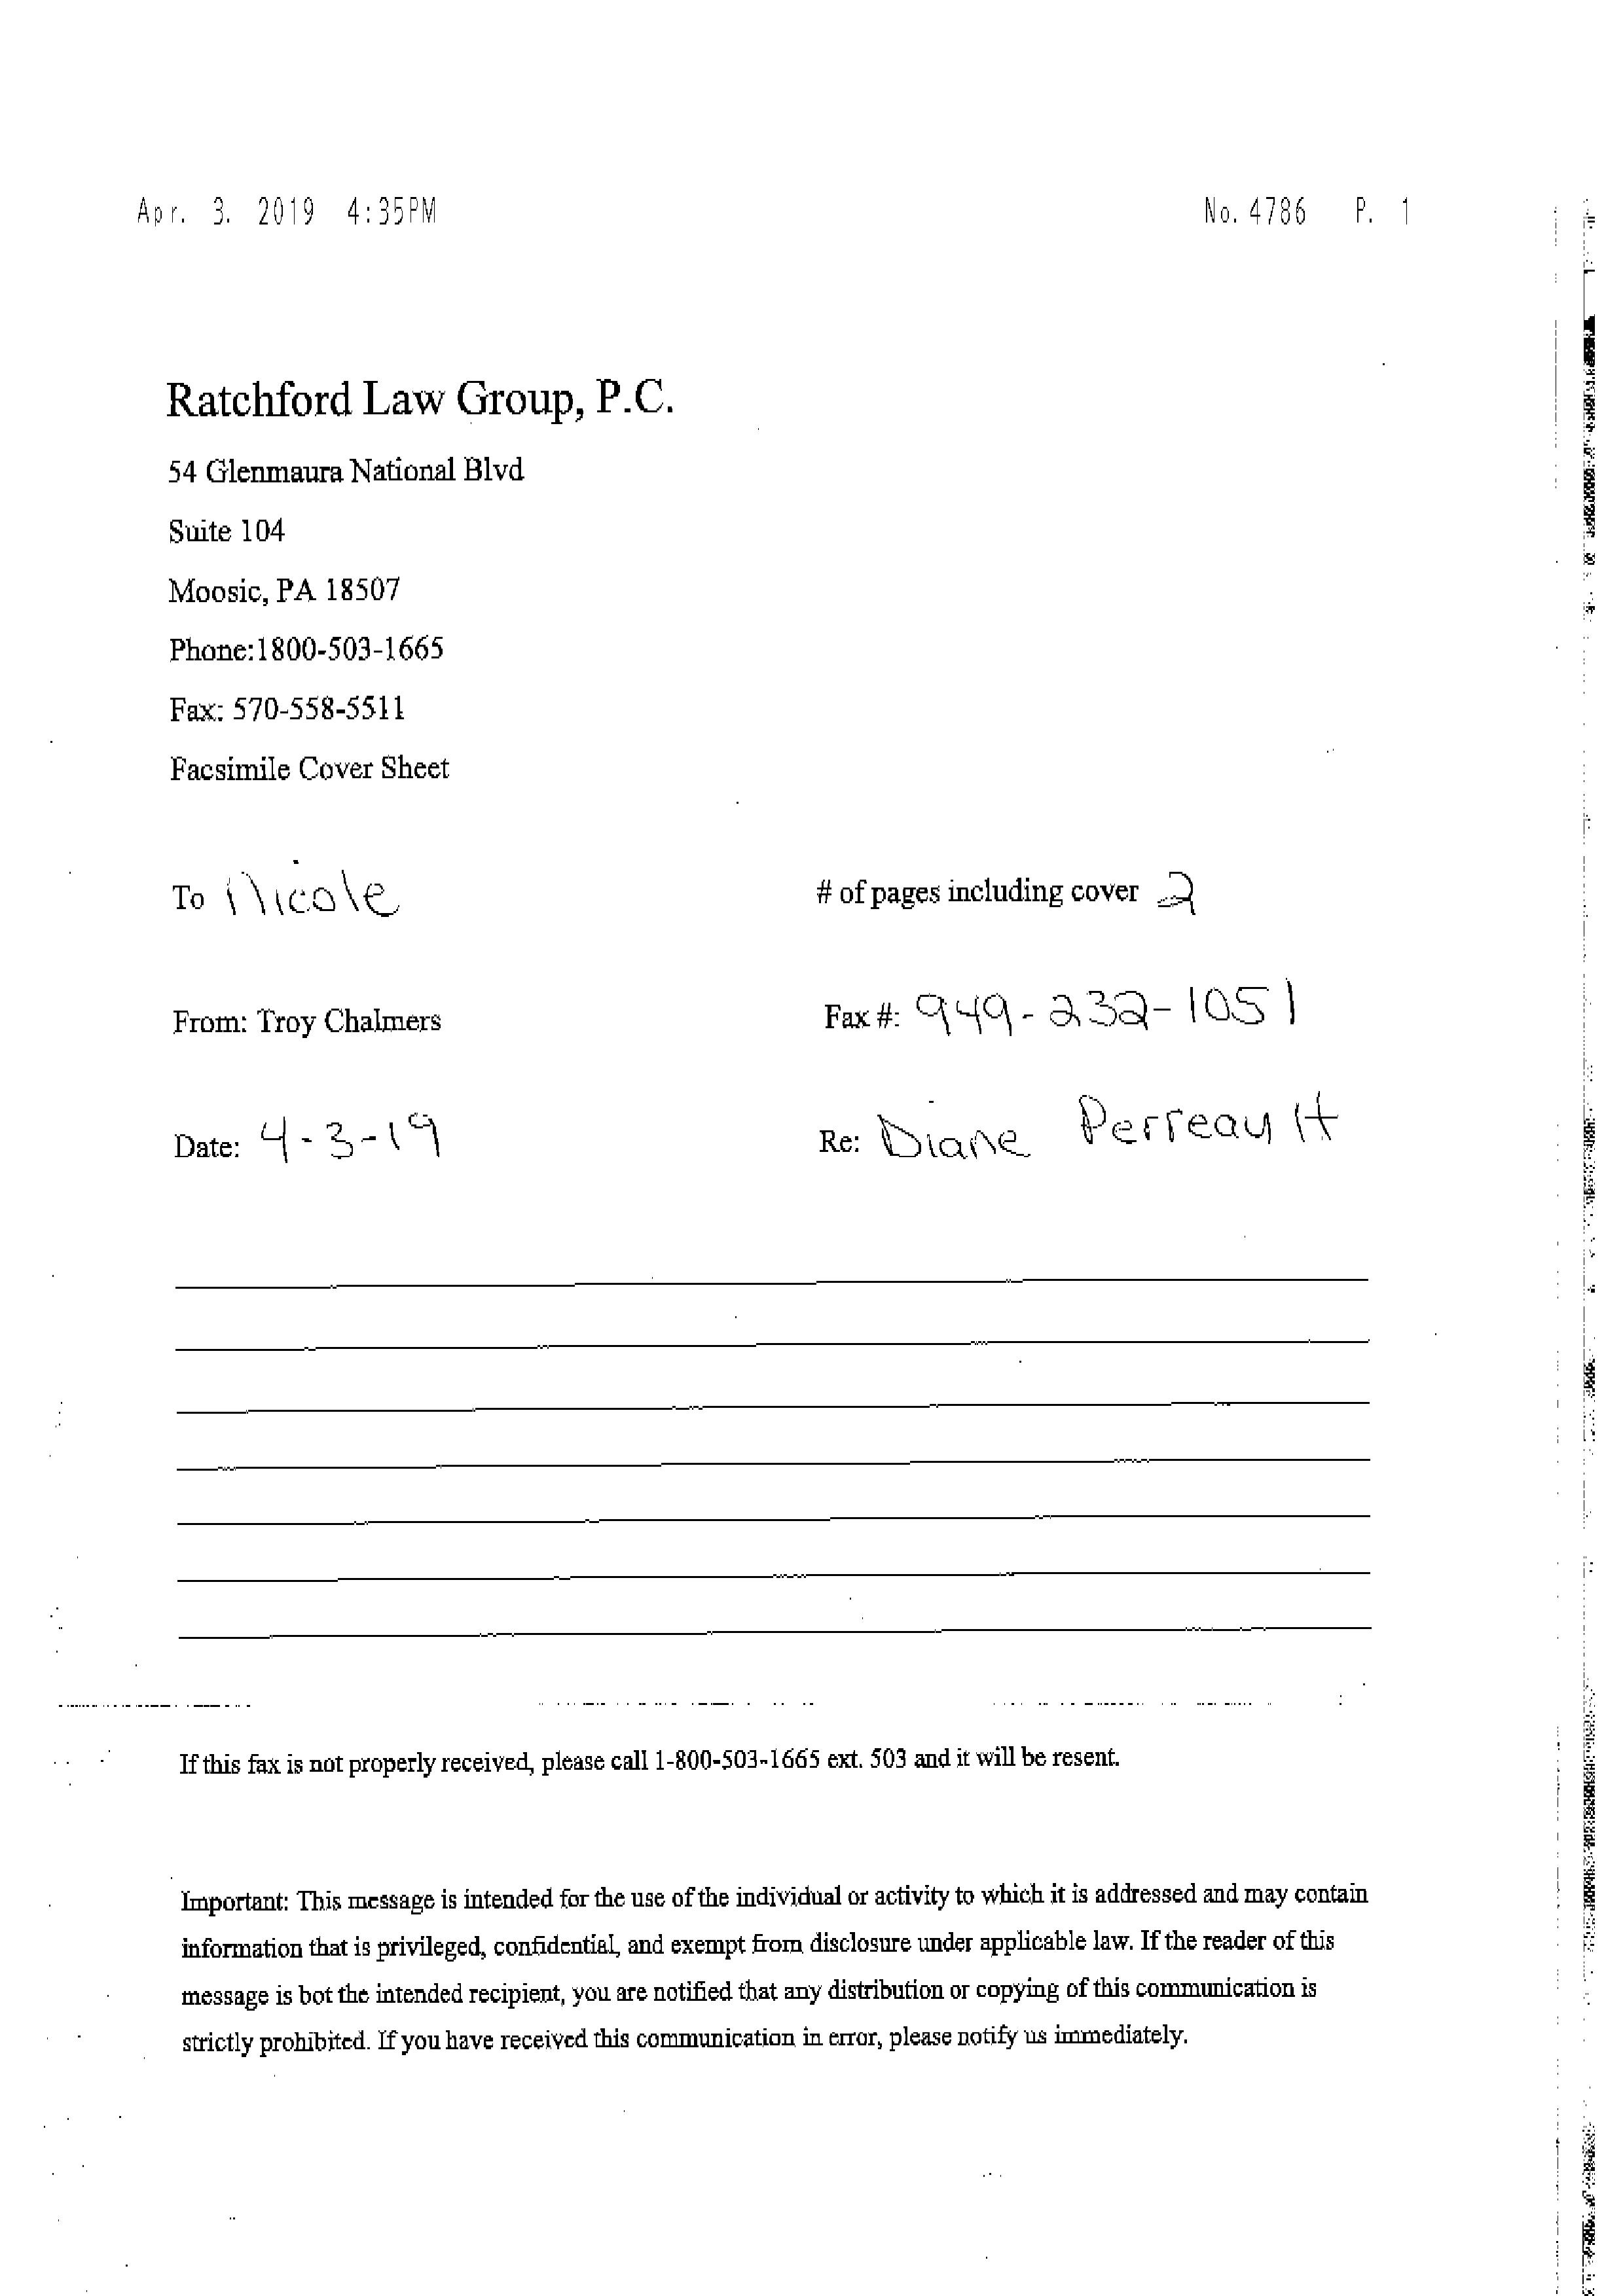 Apr. 3. 2019 4:35PM No. 4786 P. 1
Ratchford Law Group, P.C.
54 Glenmaura National Blvd
Suite 104
Moosic, PA 18507
Phone:1800-503-1665
Fax: 570-558-5511
Facsimile Cover Sheet
To Nicole # of pages including cover 2
From: Troy Chalmers Fax #: 949-232-1051
Date: 4-3-19 Re: Diane Perreault
If this fax is not properly received, please call 1-800-503-1665 ext. 503 and it will be resent.
Important: This message is intended for the use of the individual or activity to which it is addressed and may contain
information that is privileged, confidential, and exempt from disclosure under applicable law. If the reader of this
message is bot the intended recipient, you are notified that any distribution or copying of this communication is
strictly prohibited. If you have received this communication in error, please notify us immediately.